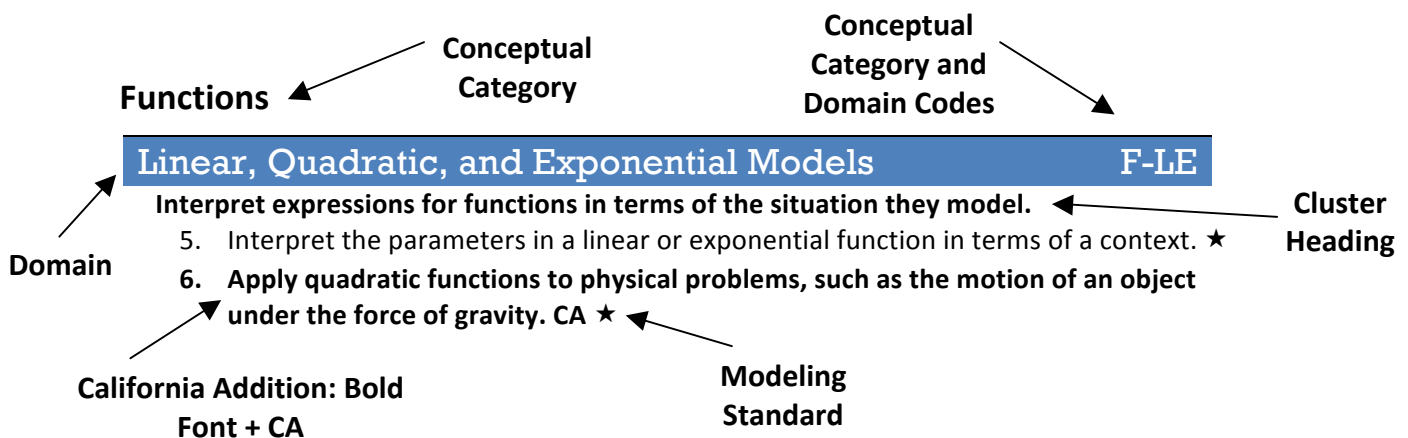 Conceptual
Category
Conceptual
Category and
Domain Codes
Functions
Linear, Quadratic, and Exponential Models F-LE
Interpret expressions for functions in terms of the situation they model.
Cluster
Heading
5. Interpret the parameters in a linear or exponential function in terms of a context. ★
Domain
6. Apply quadratic functions to physical problems, such as the motion of an object
under the force of gravity. CA ★
California Addition: Bold
Font + CA
Modeling
Standard